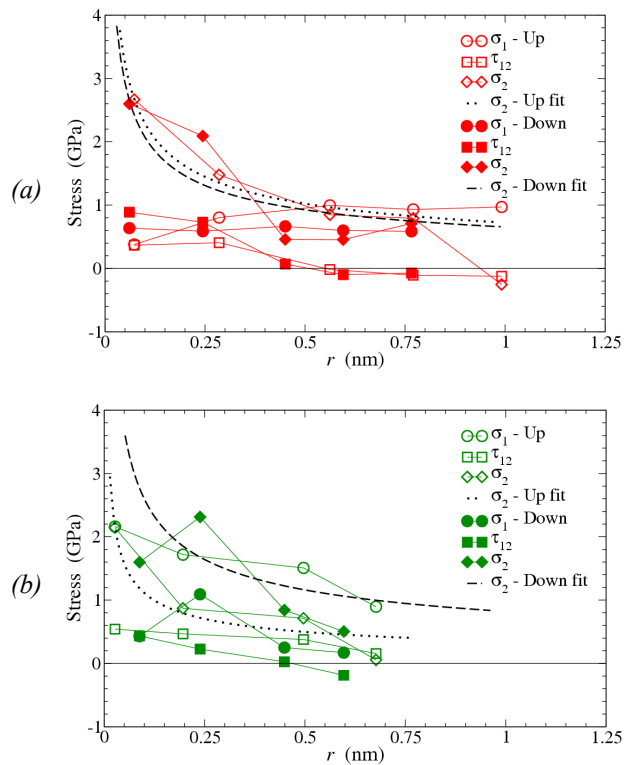 (a)
Stress (GPa)
4
3
2
1
0
-1
0
0.25
0.5
0.75
1
1.25
r (nm)
σ1 - Up
τ12
σ2
σ2 - Up fit
σ1 - Down
τ12
σ2
σ2 - Down fit
(b)
Stress (GPa)
4
3
2
1
0
-1
0
0.25
0.5
0.75
1
1.25
r (nm)
σ1 - Up
τ12
σ2
σ2 - Up fit
σ1 - Down
τ12
σ2
σ2 - Down fit